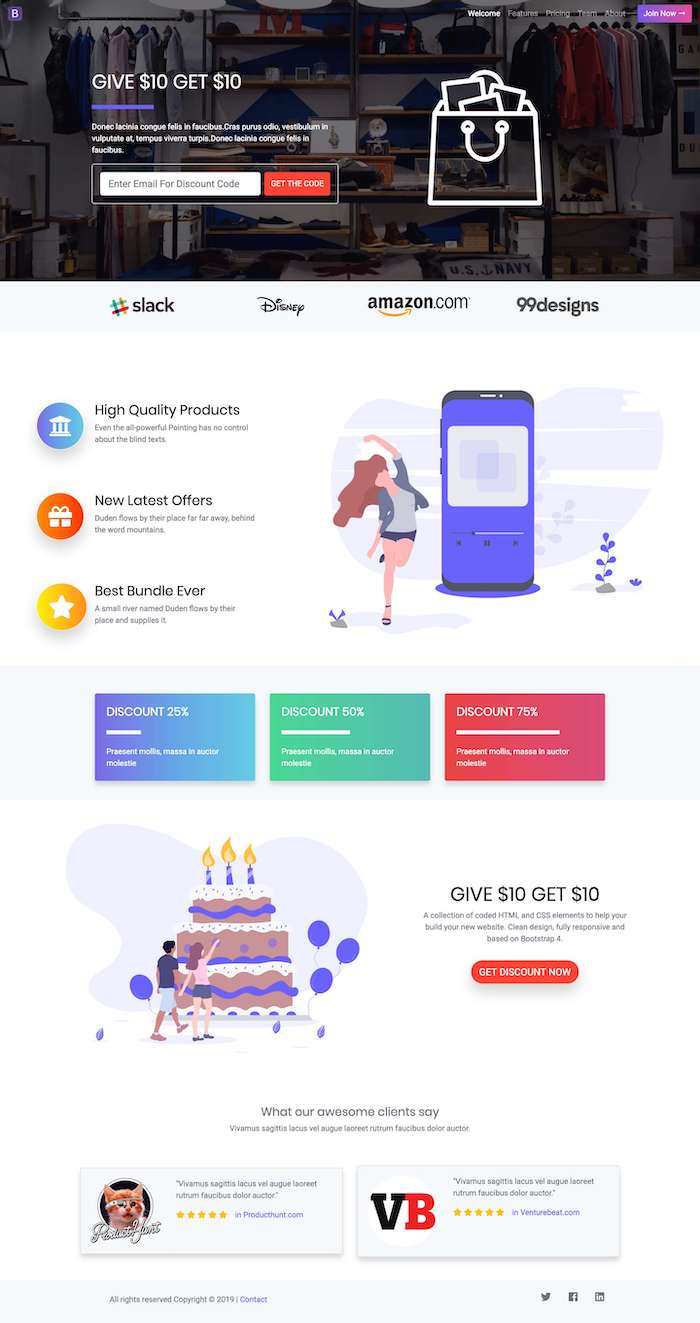 B
Welcome Features Pricing Team About Join Now →
GIVE $10 GET $10
Donec lacinia congue felis in faucibus.Cras purus odio, vestibulum in
vulputate at, tempus viverra turpis.Donec lacinia congue felis in
faucibus.
Enter Email For Discount Code GET THE CODE
U.S. NAVY
slack Disney amazon.com 99designs
High Quality Products
Even the all-powerful Pointing has no control
about the blind texts.
New Latest Offers
Duden flows by their place far far away, behind
the word mountains.
Best Bundle Ever
A small river named Duden flows by their
place and supplies it.
DISCOUNT 25%
Praesent mollis, massa in auctor
molestie
DISCOUNT 50%
Praesent mollis, massa in auctor
molestie
DISCOUNT 75%
Praesent mollis, massa in auctor
molestie
GIVE $10 GET $10
A collection of coded HTML and CSS elements to help your
build your new website. Clean design, fully responsive and
based on Bootstrap 4.
GET DISCOUNT NOW
What our awesome clients say
Vivamus sagittis lacus vel augue laoreet rutrum faucibus dolor auctor.
ProductHunt
"Vivamus sagittis lacus vel augue laoreet
rutrum faucibus dolor auctor."
in Producthunt.com
VB
"Vivamus sagittis lacus vel augue laoreet
rutrum faucibus dolor auctor."
in Venturebeat.com
All rights reserved Copyright © 2019 | Contact